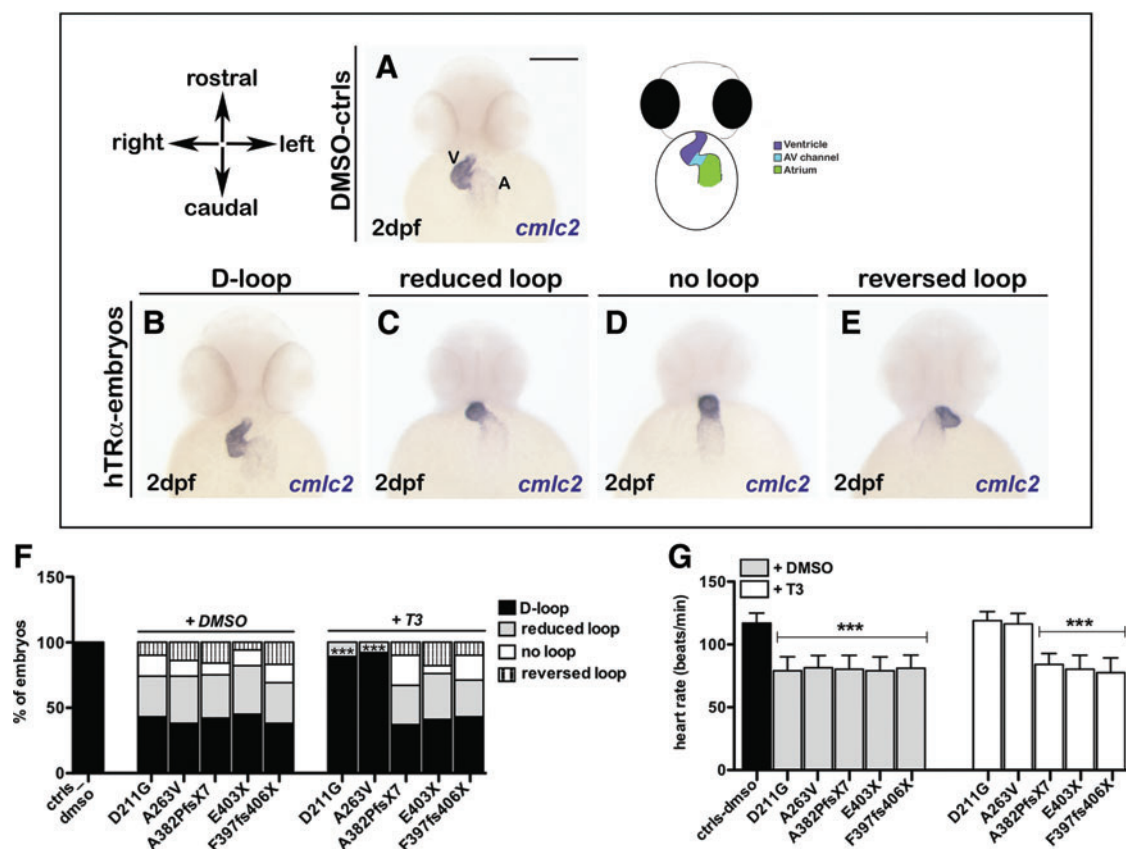 rostral
right
left
caudal
DMSO-ctrls
A
V
A
2dpf
cmlc2
Ventricle
AV channel
Atrium
D-loop
reduced loop
no loop
reversed loop
hTRα-embryos
B
2dpf
cmlc2
C
2dpf
cmlc2
D
2dpf
cmlc2
E
2dpf
cmlc2
F
% of embryos
150
100
50
0
+ DMSO
+ T3
***
***
D-loop
reduced loop
no loop
reversed loop
ctrls_
dmso
D211G
A263V
A382PfsX7
E403X
F397fs406X
D211G
A263V
A382PfsX7
E403X
F397fs406X
G
+ DMSO
+ T3
heart rate (beats/min)
150
100
50
0
***
***
ctrls-dmso
D211G
A263V
A382PfsX7
E403X
F397fs406X
D211G
A263V
A382PfsX7
E403X
F397fs406X